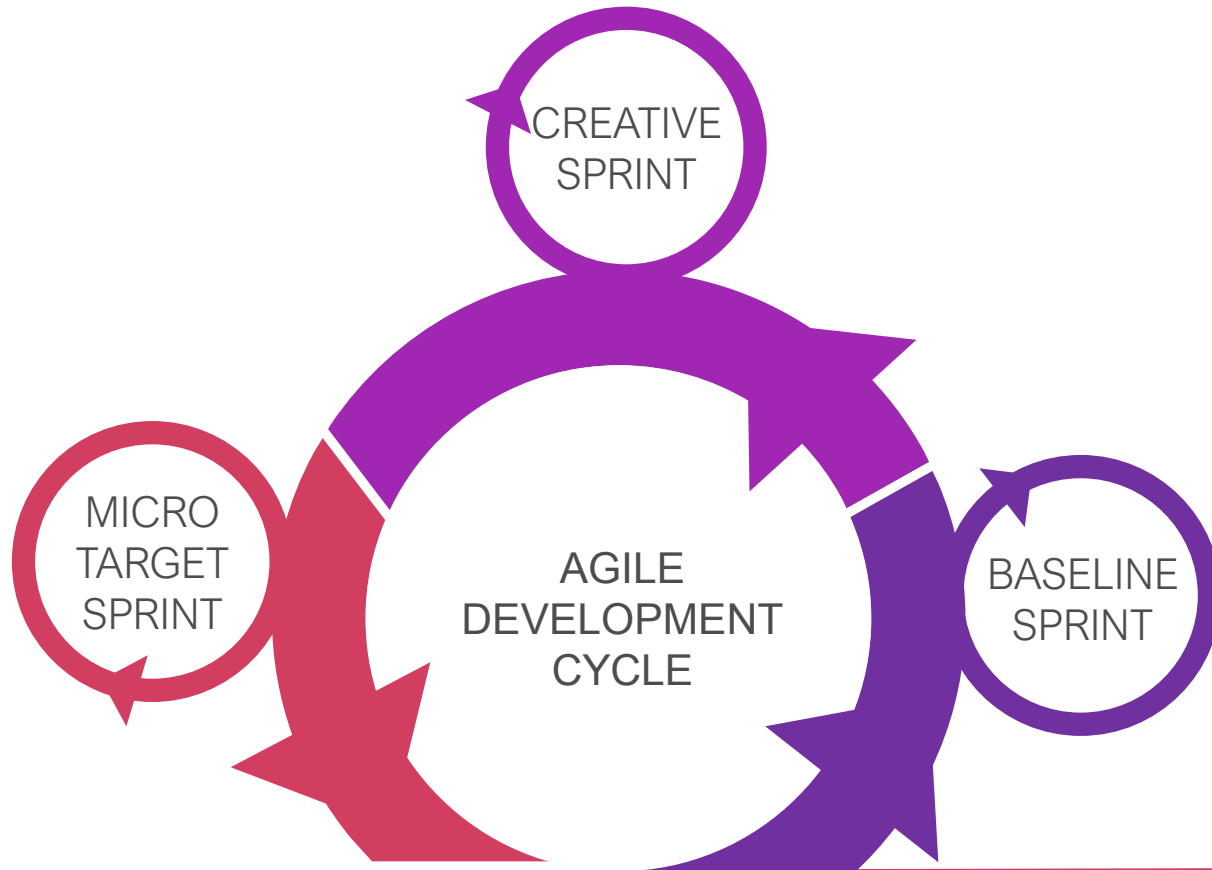 CREATIVE
SPRINT
MICRO
TARGET
SPRINT
AGILE
DEVELOPMENT
CYCLE
BASELINE
SPRINT